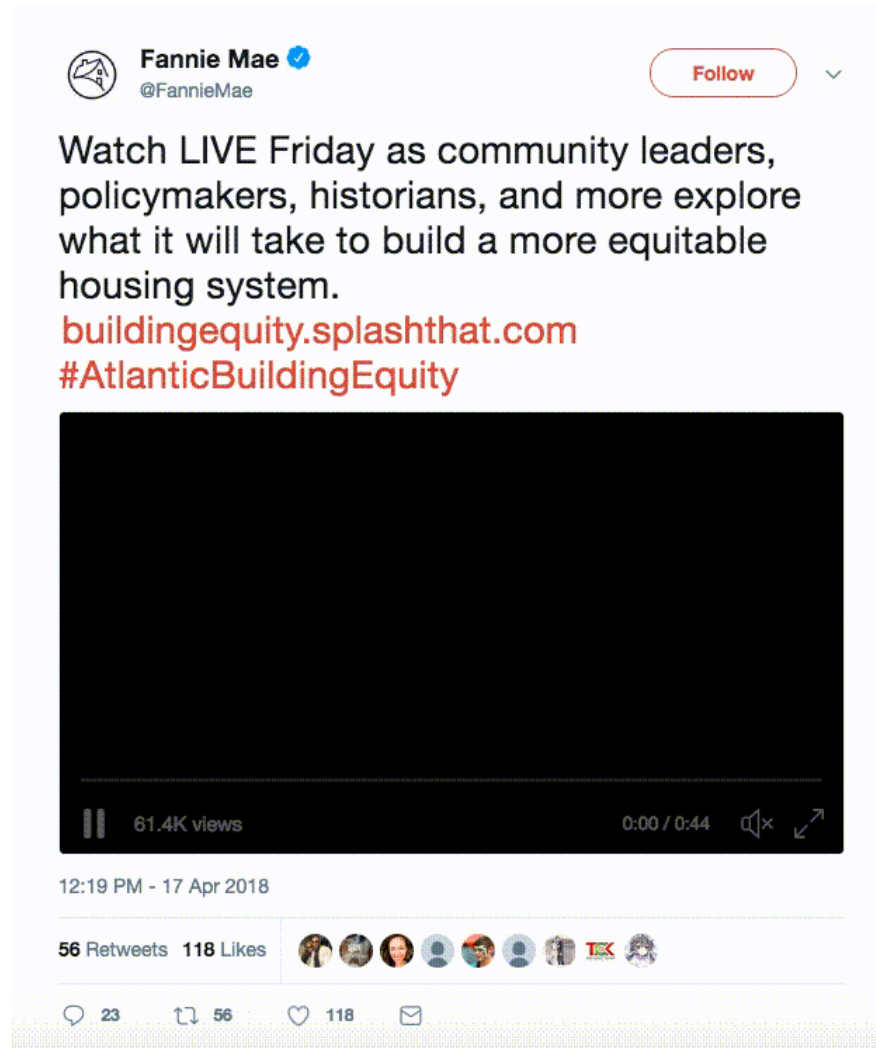 Fannie Mae
@FannieMae
Follow
Watch LIVE Friday as community leaders,
policymakers, historians, and more explore
what it will take to build a more equitable
housing system.
buildingequity.splashthat.com
#AtlanticBuildingEquity
61.4K views
0:00 / 0:44
12:19 PM - 17 Apr 2018
56 Retweets 118 Likes
TCK
23 56 118